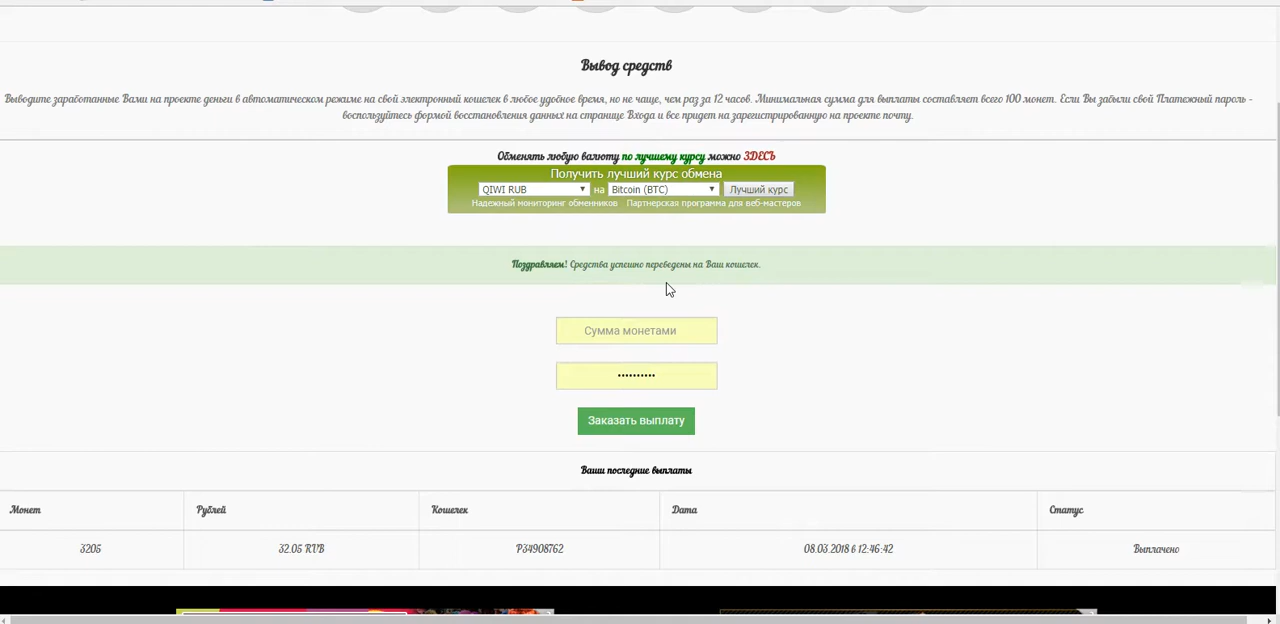 Вывод средств
Выводите заработанные Вами на проекте деньги в автоматическом режиме на свой электронный кошелек в любое удобное время, но не чаще, чем раз за 12 часов. Минимальная сумма для выплаты составляет всего 100 монет. Если Вы забыли свой Платежный пароль -
воспользуйтесь формой восстановления данных на странице Входа и все придет на зарегистрированную на проекте почту.
Обменять любую валюту по лучшему курсу можно ЗДЕСЬ
Получить лучший курс обмена
QIWI RUB на Bitcoin (BTC) Лучший курс
Надежный мониторинг обменников Партнерская программа для веб-мастеров
Поздравляем! Средства успешно переведены на Ваш кошелек.
Сумма монетами
••••••••••
Заказать выплату
Ваши последние выплаты
Монет Рублей Кошелек Дата Статус
3205 32.05 RUB P34908762 08.03.2018 в 12:46:42 Выплачено